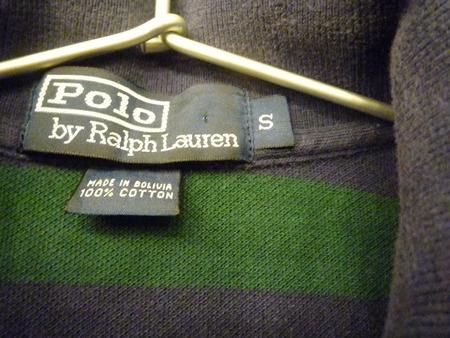 Polo
by Ralph Lauren
S
MADE IN BOLIVIA
100% COTTON